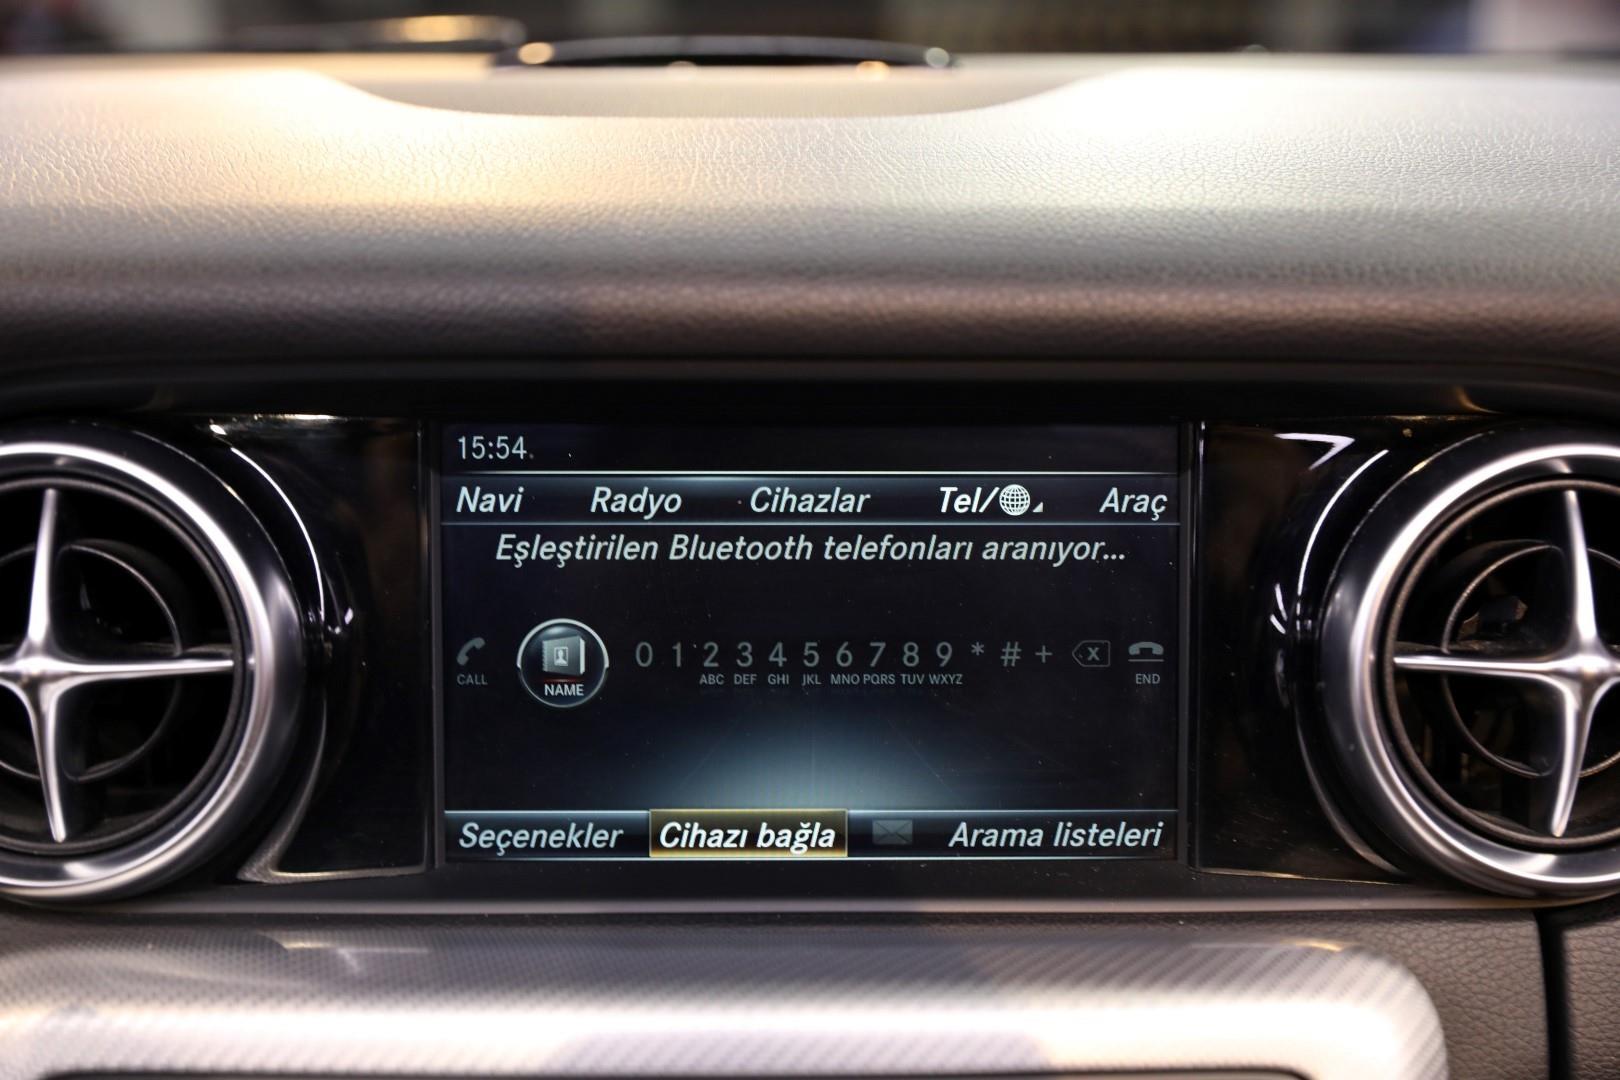 15:54
Navi Radyo Cihazlar Tel/ Araç
Eşleştirilen Bluetooth telefonları aranıyor...
0 1 2 3 4 5 6 7 8 9 * # + X
CALL NAME ABC DEF GHI JKL MNO PQRS TUV WXYZ END
Seçenekler Cihazı bağla Arama listeleri